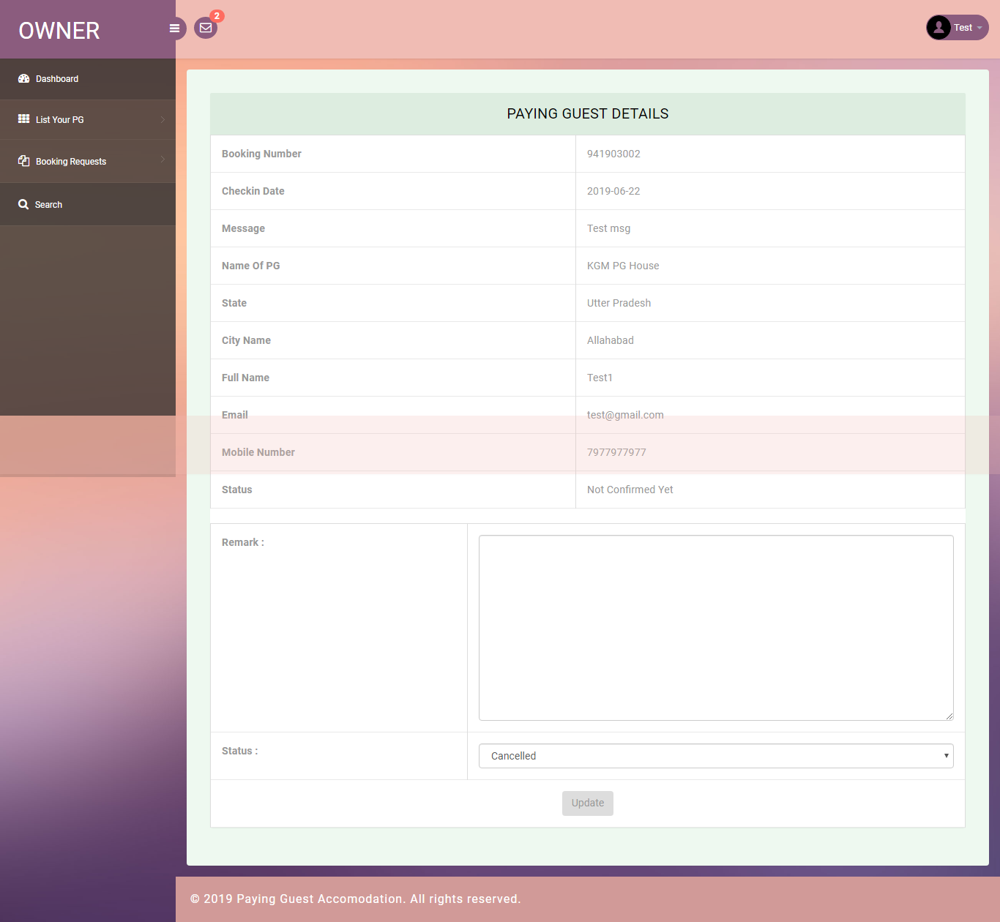 OWNER
2
Test
Dashboard
List Your PG
Booking Requests
Search
PAYING GUEST DETAILS
Booking Number 941903002
Checkin Date 2019-06-22
Message Test msg
Name Of PG KGM PG House
State Utter Pradesh
City Name Allahabad
Full Name Test1
Email test@gmail.com
Mobile Number 7977977977
Status Not Confirmed Yet
Remark :
Status : Cancelled
Update
© 2019 Paying Guest Accomodation. All rights reserved.